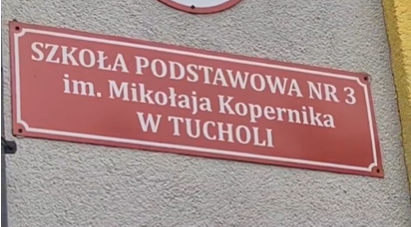 SZKOŁA PODSTAWOWA NR 3
im. Mikołaja Kopernika
W TUCHOLI